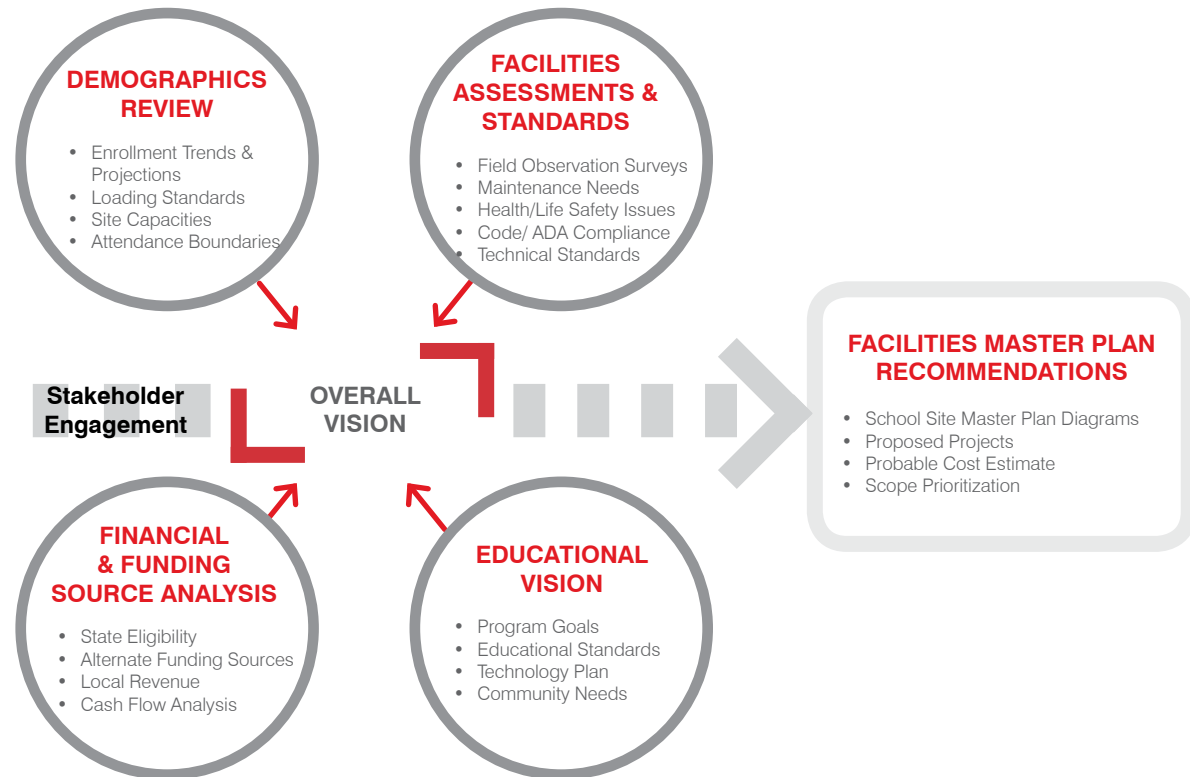 DEMOGRAPHICS
REVIEW
• Enrollment Trends &
Projections
• Loading Standards
• Site Capacities
• Attendance Boundaries
FACILITIES
ASSESSMENTS &
STANDARDS
• Field Observation Surveys
• Maintenance Needs
• Health/Life Safety Issues
• Code/ ADA Compliance
• Technical Standards
Stakeholder
Engagement
OVERALL
VISION
FINANCIAL
& FUNDING
SOURCE ANALYSIS
• State Eligibility
• Alternate Funding Sources
• Local Revenue
• Cash Flow Analysis
EDUCATIONAL
VISION
• Program Goals
• Educational Standards
• Technology Plan
• Community Needs
FACILITIES MASTER PLAN
RECOMMENDATIONS
• School Site Master Plan Diagrams
• Proposed Projects
• Probable Cost Estimate
• Scope Prioritization